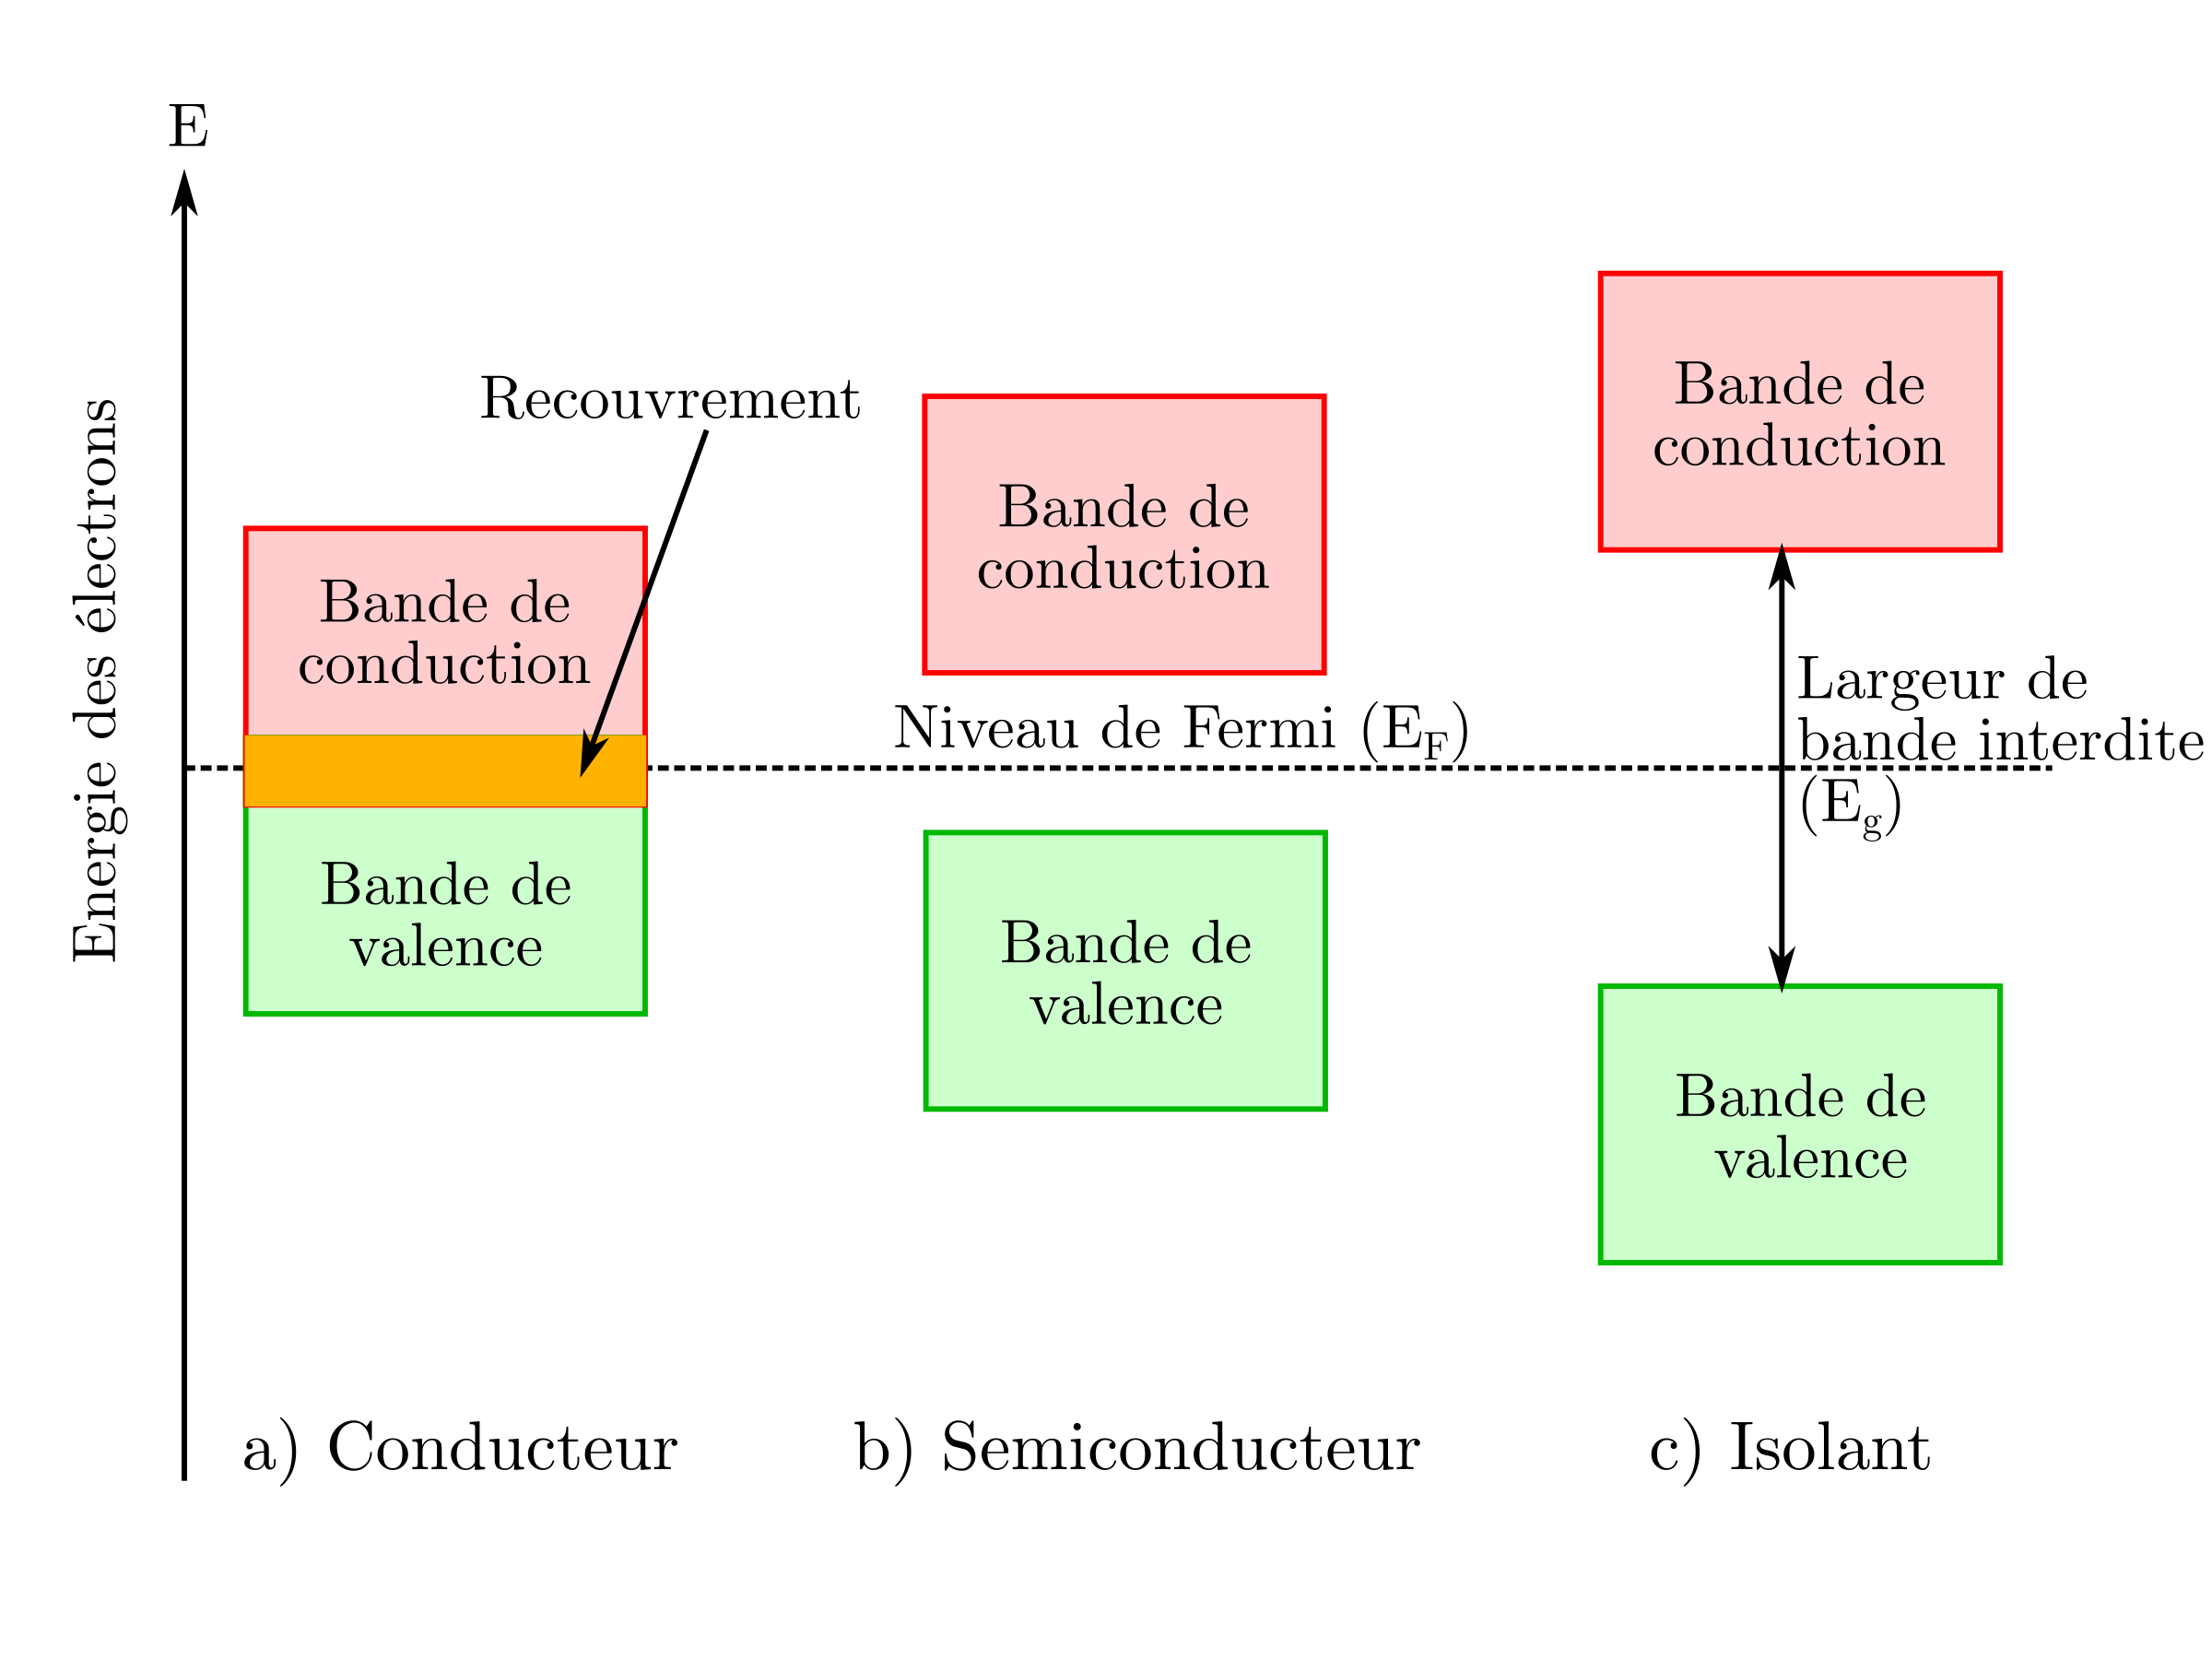 E
Energie des électrons
Recouvrement
Bande de
conduction
Bande de
valence
Bande de
conduction
Niveau de Fermi (E_F)
Bande de
valence
Bande de
conduction
Largeur de
bande interdite
(E_g)
Bande de
valence
a) Conducteur
b) Semiconducteur
c) Isolant